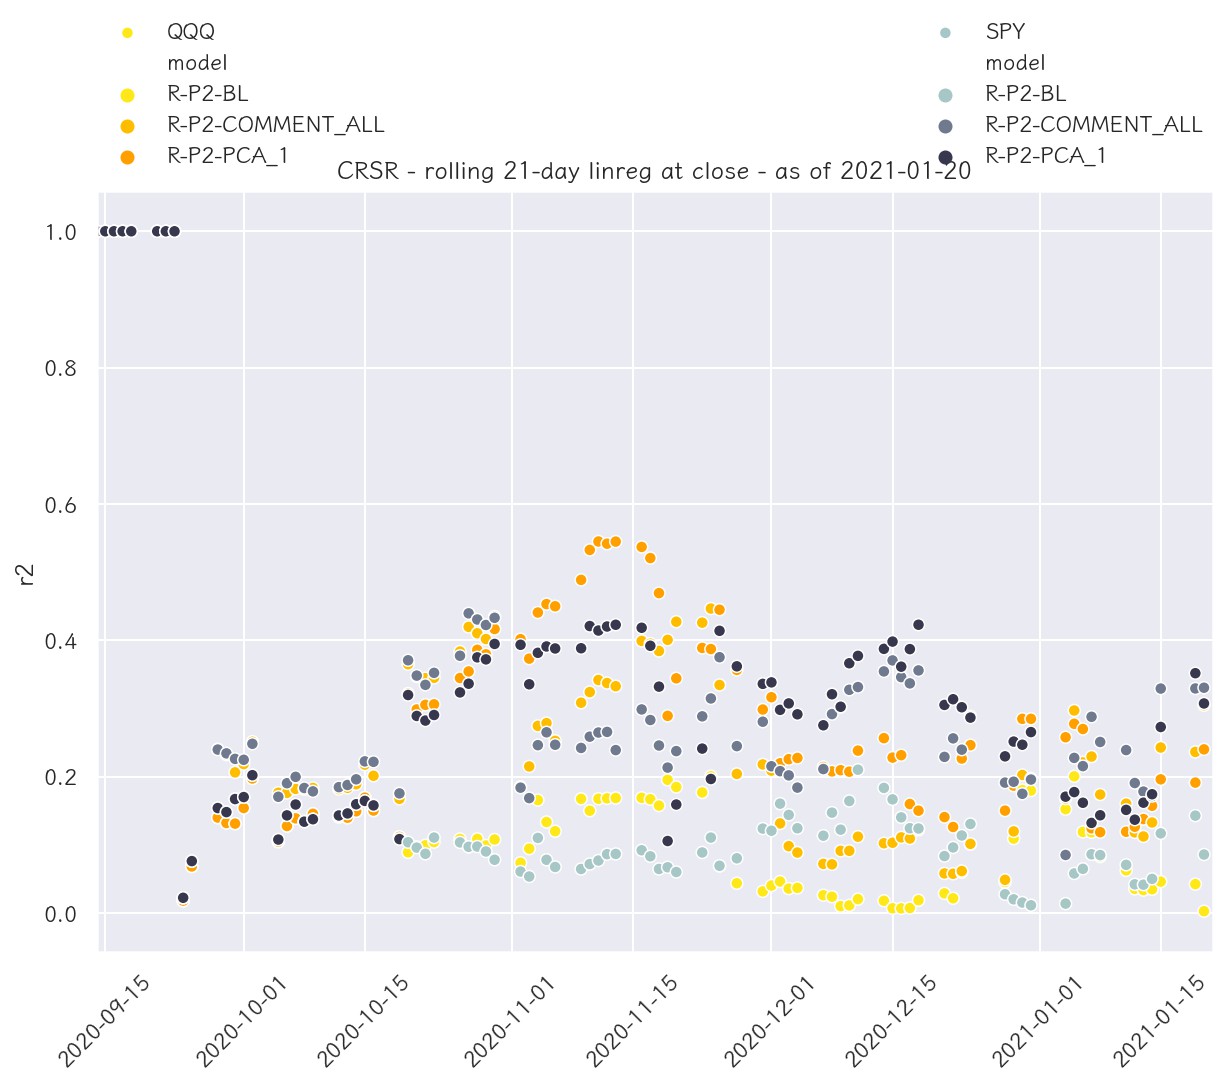 QQQ
model
R-P2-BL
R-P2-COMMENT_ALL
R-P2-PCA_1
SPY
model
R-P2-BL
R-P2-COMMENT_ALL
R-P2-PCA_1
CRSR - rolling 21-day linreg at close - as of 2021-01-20
1.0
0.8
0.6
0.4
0.2
0.0
r2
2020-09-15
2020-10-01
2020-10-15
2020-11-01
2020-11-15
2020-12-01
2020-12-15
2021-01-01
2021-01-15